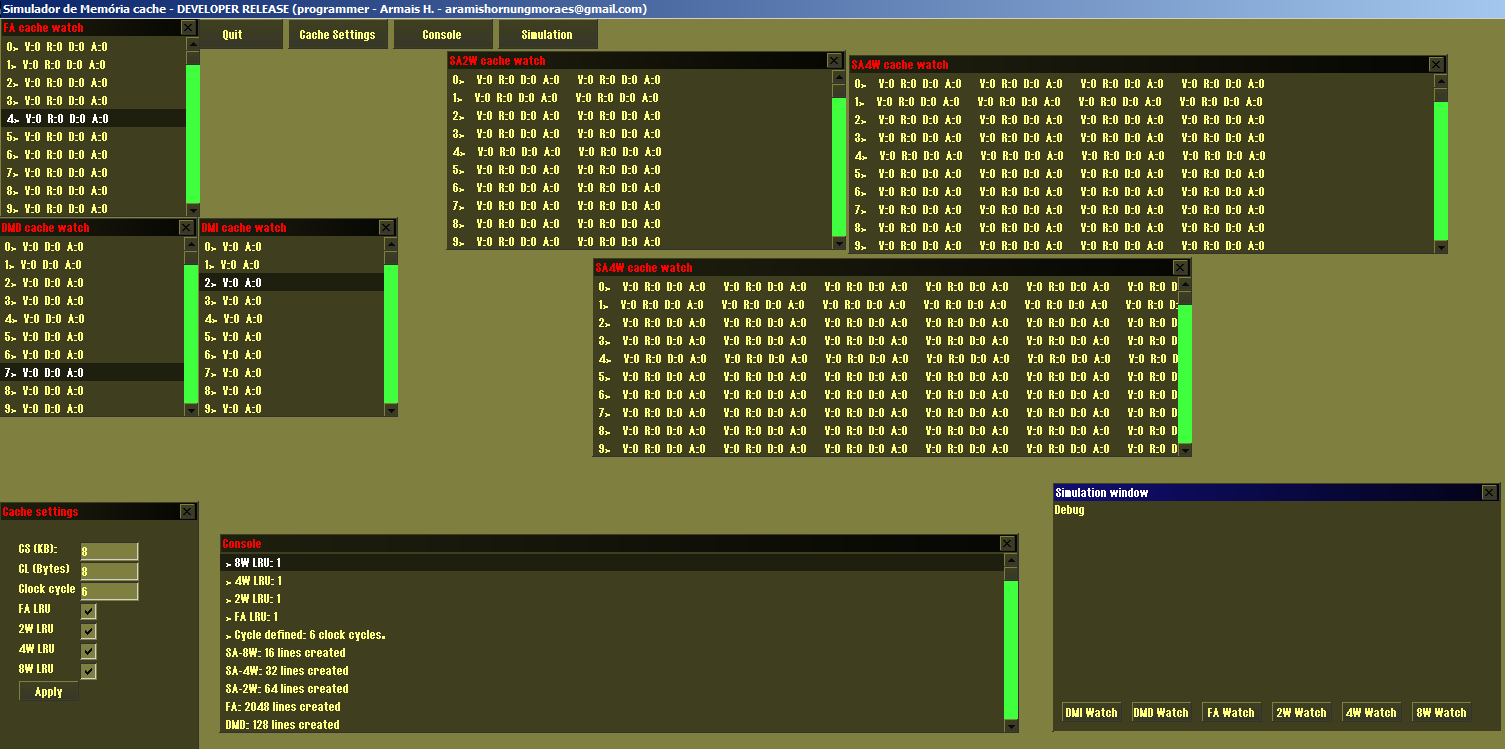 Simulador de Memória cache - DEVELOPER RELEASE (programmer - Armais H. - aramishornungmoraes@gmail.com)
Quit
Cache Settings
Console
Simulation
FA cache watch
0>- V:0 R:0 D:0 A:0
1>- V:0 R:0 D:0 A:0
2>- V:0 R:0 D:0 A:0
3>- V:0 R:0 D:0 A:0
4>- V:0 R:0 D:0 A:0
5>- V:0 R:0 D:0 A:0
6>- V:0 R:0 D:0 A:0
7>- V:0 R:0 D:0 A:0
8>- V:0 R:0 D:0 A:0
9>- V:0 R:0 D:0 A:0
SA2W cache watch
0>- V:0 R:0 D:0 A:0 V:0 R:0 D:0 A:0
1>- V:0 R:0 D:0 A:0 V:0 R:0 D:0 A:0
2>- V:0 R:0 D:0 A:0 V:0 R:0 D:0 A:0
3>- V:0 R:0 D:0 A:0 V:0 R:0 D:0 A:0
4>- V:0 R:0 D:0 A:0 V:0 R:0 D:0 A:0
5>- V:0 R:0 D:0 A:0 V:0 R:0 D:0 A:0
6>- V:0 R:0 D:0 A:0 V:0 R:0 D:0 A:0
7>- V:0 R:0 D:0 A:0 V:0 R:0 D:0 A:0
8>- V:0 R:0 D:0 A:0 V:0 R:0 D:0 A:0
9>- V:0 R:0 D:0 A:0 V:0 R:0 D:0 A:0
SA4W cache watch
0>- V:0 R:0 D:0 A:0 V:0 R:0 D:0 A:0 V:0 R:0 D:0 A:0 V:0 R:0 D:0 A:0
1>- V:0 R:0 D:0 A:0 V:0 R:0 D:0 A:0 V:0 R:0 D:0 A:0 V:0 R:0 D:0 A:0
2>- V:0 R:0 D:0 A:0 V:0 R:0 D:0 A:0 V:0 R:0 D:0 A:0 V:0 R:0 D:0 A:0
3>- V:0 R:0 D:0 A:0 V:0 R:0 D:0 A:0 V:0 R:0 D:0 A:0 V:0 R:0 D:0 A:0
4>- V:0 R:0 D:0 A:0 V:0 R:0 D:0 A:0 V:0 R:0 D:0 A:0 V:0 R:0 D:0 A:0
5>- V:0 R:0 D:0 A:0 V:0 R:0 D:0 A:0 V:0 R:0 D:0 A:0 V:0 R:0 D:0 A:0
6>- V:0 R:0 D:0 A:0 V:0 R:0 D:0 A:0 V:0 R:0 D:0 A:0 V:0 R:0 D:0 A:0
7>- V:0 R:0 D:0 A:0 V:0 R:0 D:0 A:0 V:0 R:0 D:0 A:0 V:0 R:0 D:0 A:0
8>- V:0 R:0 D:0 A:0 V:0 R:0 D:0 A:0 V:0 R:0 D:0 A:0 V:0 R:0 D:0 A:0
9>- V:0 R:0 D:0 A:0 V:0 R:0 D:0 A:0 V:0 R:0 D:0 A:0 V:0 R:0 D:0 A:0
DMD cache watch
0>- V:0 D:0 A:0
1>- V:0 D:0 A:0
2>- V:0 D:0 A:0
3>- V:0 D:0 A:0
4>- V:0 D:0 A:0
5>- V:0 D:0 A:0
6>- V:0 D:0 A:0
7>- V:0 D:0 A:0
8>- V:0 D:0 A:0
9>- V:0 D:0 A:0
DMI cache watch
0>- V:0 A:0
1>- V:0 A:0
2>- V:0 A:0
3>- V:0 A:0
4>- V:0 A:0
5>- V:0 A:0
6>- V:0 A:0
7>- V:0 A:0
8>- V:0 A:0
9>- V:0 A:0
SA4W cache watch
0>- V:0 R:0 D:0 A:0 V:0 R:0 D:0 A:0 V:0 R:0 D:0 A:0 V:0 R:0 D:0 A:0 V:0 R:0 D:0 A:0 V:0 R:0 D
1>- V:0 R:0 D:0 A:0 V:0 R:0 D:0 A:0 V:0 R:0 D:0 A:0 V:0 R:0 D:0 A:0 V:0 R:0 D:0 A:0 V:0 R:0 D:
2>- V:0 R:0 D:0 A:0 V:0 R:0 D:0 A:0 V:0 R:0 D:0 A:0 V:0 R:0 D:0 A:0 V:0 R:0 D:0 A:0 V:0 R:0 D
3>- V:0 R:0 D:0 A:0 V:0 R:0 D:0 A:0 V:0 R:0 D:0 A:0 V:0 R:0 D:0 A:0 V:0 R:0 D:0 A:0 V:0 R:0 D
4>- V:0 R:0 D:0 A:0 V:0 R:0 D:0 A:0 V:0 R:0 D:0 A:0 V:0 R:0 D:0 A:0 V:0 R:0 D:0 A:0 V:0 R:0 D
5>- V:0 R:0 D:0 A:0 V:0 R:0 D:0 A:0 V:0 R:0 D:0 A:0 V:0 R:0 D:0 A:0 V:0 R:0 D:0 A:0 V:0 R:0 D
6>- V:0 R:0 D:0 A:0 V:0 R:0 D:0 A:0 V:0 R:0 D:0 A:0 V:0 R:0 D:0 A:0 V:0 R:0 D:0 A:0 V:0 R:0 D
7>- V:0 R:0 D:0 A:0 V:0 R:0 D:0 A:0 V:0 R:0 D:0 A:0 V:0 R:0 D:0 A:0 V:0 R:0 D:0 A:0 V:0 R:0 D
8>- V:0 R:0 D:0 A:0 V:0 R:0 D:0 A:0 V:0 R:0 D:0 A:0 V:0 R:0 D:0 A:0 V:0 R:0 D:0 A:0 V:0 R:0 D
9>- V:0 R:0 D:0 A:0 V:0 R:0 D:0 A:0 V:0 R:0 D:0 A:0 V:0 R:0 D:0 A:0 V:0 R:0 D:0 A:0 V:0 R:0 D
Cache settings
CS (KB): 8
CL (Bytes) 8
Clock cycle 6
FA LRU
2W LRU
4W LRU
8W LRU
Apply
Console
> 8W LRU: 1
> 4W LRU: 1
> 2W LRU: 1
> FA LRU: 1
> Cycle defined: 6 clock cycles.
SA-8W: 16 lines created
SA-4W: 32 lines created
SA-2W: 64 lines created
FA: 2048 lines created
DMD: 128 lines created
Simulation window
Debug
DMI Watch
DMD Watch
FA Watch
2W Watch
4W Watch
8W Watch